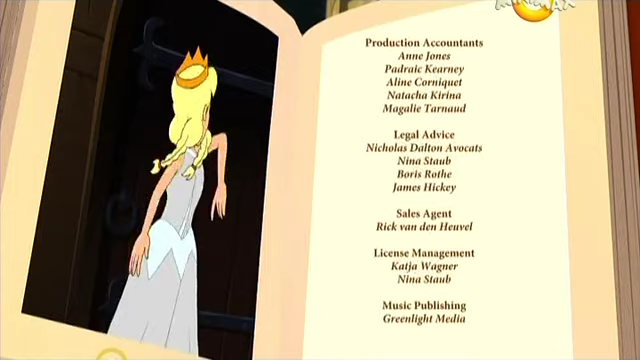 Production Accountants
Anne Jones
Padraic Kearney
Aline Corniquet
Natacha Kirina
Magalie Tarnaud
Legal Advice
Nicholas Dalton Avocats
Nina Staub
Boris Rothe
James Hickey
Sales Agent
Rick van den Heuvel
License Management
Katja Wagner
Nina Staub
Music Publishing
Greenlight Media